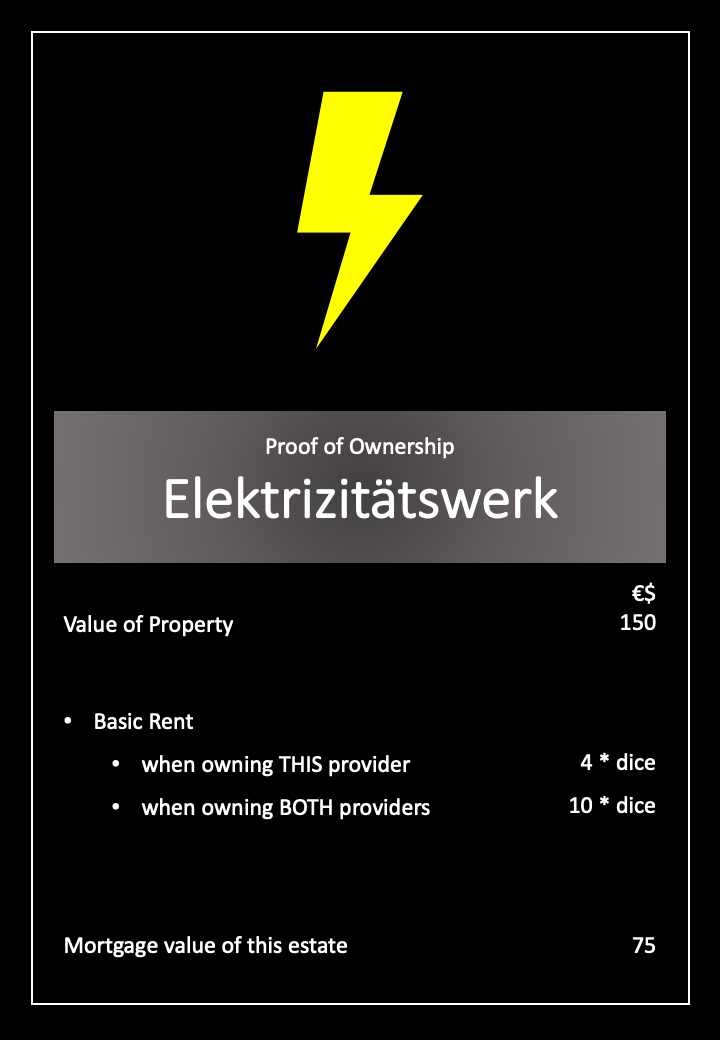 Proof of Ownership
Elektrizitätswerk
€$
Value of Property 150
• Basic Rent
• when owning THIS provider 4 * dice
• when owning BOTH providers 10 * dice
Mortgage value of this estate 75